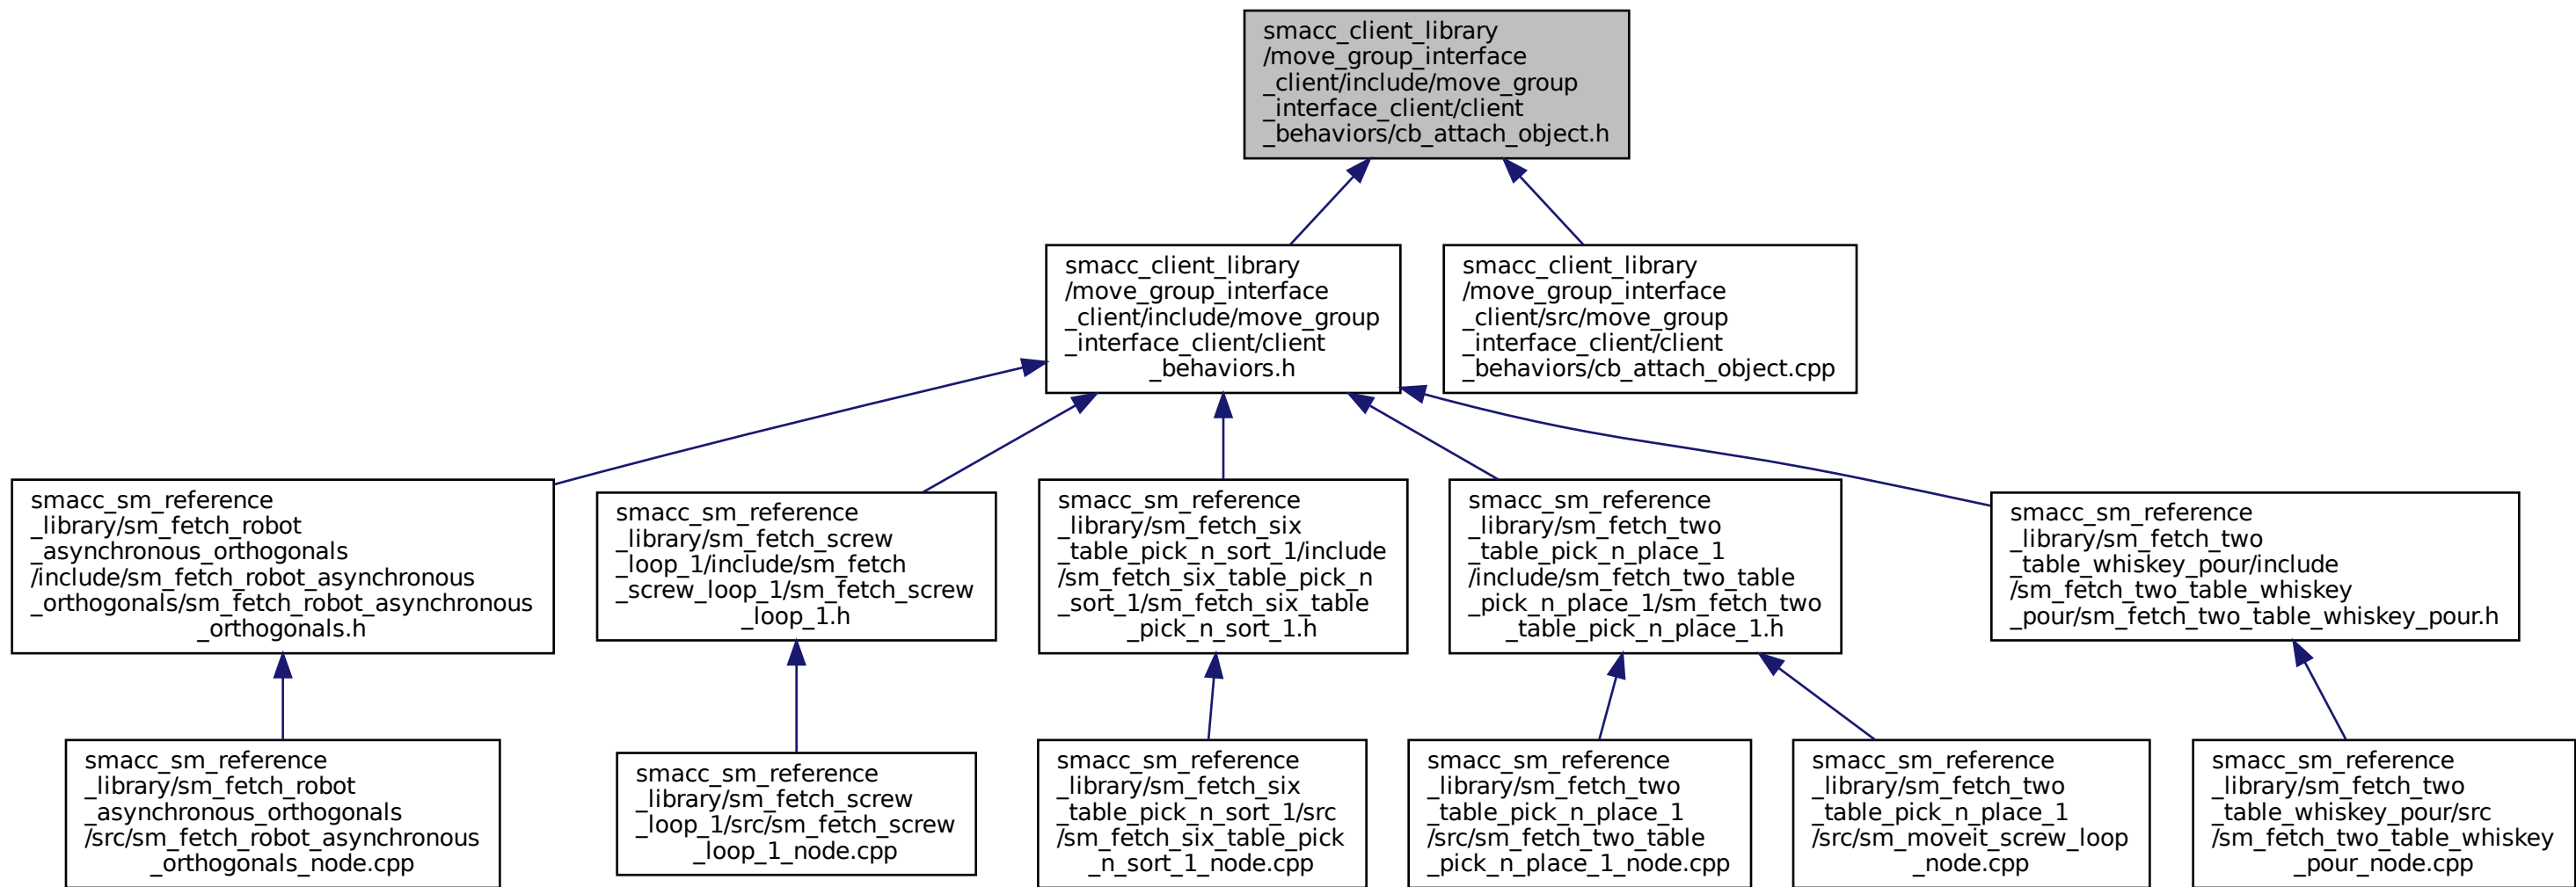 smacc_client_library
/move_group_interface
_client/include/move_group
_interface_client/client
_behaviors/cb_attach_object.h
smacc_client_library
/move_group_interface
_client/include/move_group
_interface_client/client
_behaviors.h
smacc_client_library
/move_group_interface
_client/src/move_group
_interface_client/client
_behaviors/cb_attach_object.cpp
smacc_sm_reference
_library/sm_fetch_robot
_asynchronous_orthogonals
/include/sm_fetch_robot_asynchronous
_orthogonals/sm_fetch_robot_asynchronous
_orthogonals.h
smacc_sm_reference
_library/sm_fetch_screw
_loop_1/include/sm_fetch
_screw_loop_1/sm_fetch_screw
_loop_1.h
smacc_sm_reference
_library/sm_fetch_six
_table_pick_n_sort_1/include
/sm_fetch_six_table_pick_n
_sort_1/sm_fetch_six_table
_pick_n_sort_1.h
smacc_sm_reference
_library/sm_fetch_two
_table_pick_n_place_1
/include/sm_fetch_two_table
_pick_n_place_1/sm_fetch_two
_table_pick_n_place_1.h
smacc_sm_reference
_library/sm_fetch_two
_table_whiskey_pour/include
/sm_fetch_two_table_whiskey
_pour/sm_fetch_two_table_whiskey_pour.h
smacc_sm_reference
_library/sm_fetch_robot
_asynchronous_orthogonals
/src/sm_fetch_robot_asynchronous
_orthogonals_node.cpp
smacc_sm_reference
_library/sm_fetch_screw
_loop_1/src/sm_fetch_screw
_loop_1_node.cpp
smacc_sm_reference
_library/sm_fetch_six
_table_pick_n_sort_1/src
/sm_fetch_six_table_pick
_n_sort_1_node.cpp
smacc_sm_reference
_library/sm_fetch_two
_table_pick_n_place_1
/src/sm_fetch_two_table
_pick_n_place_1_node.cpp
smacc_sm_reference
_library/sm_fetch_two
_table_pick_n_place_1
/src/sm_moveit_screw_loop
_node.cpp
smacc_sm_reference
_library/sm_fetch_two
_table_whiskey_pour/src
/sm_fetch_two_table_whiskey
_pour_node.cpp